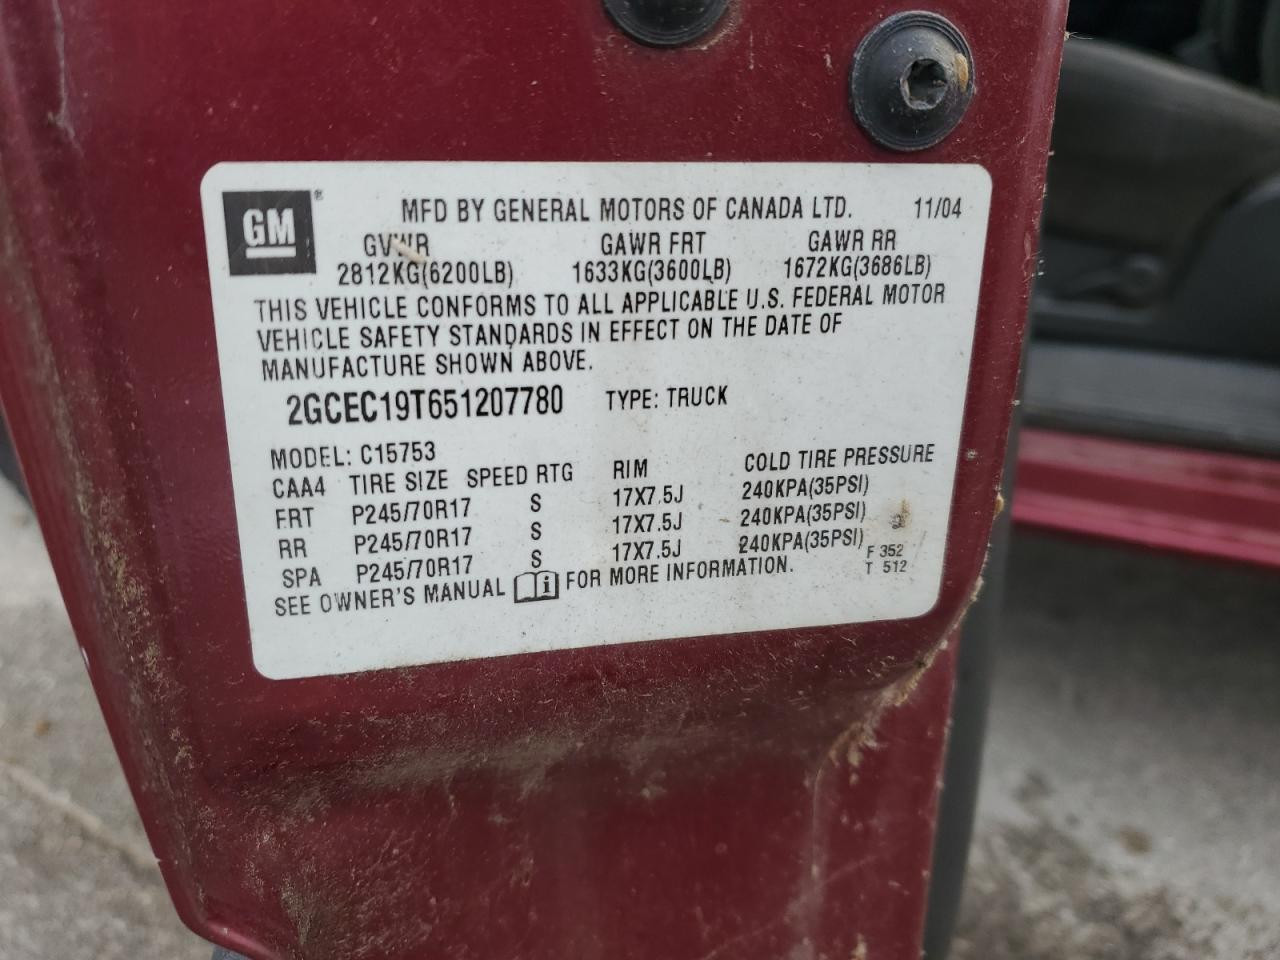 GM®
MFD BY GENERAL MOTORS OF CANADA LTD. 11/04
GVWR GAWR FRT GAWR RR
2812KG(6200LB) 1633KG(3600LB) 1672KG(3686LB)
THIS VEHICLE CONFORMS TO ALL APPLICABLE U.S. FEDERAL MOTOR
VEHICLE SAFETY STANDARDS IN EFFECT ON THE DATE OF
MANUFACTURE SHOWN ABOVE.
2GCEC19T651207780 TYPE: TRUCK
MODEL: C15753
CAA4 TIRE SIZE SPEED RTG RIM COLD TIRE PRESSURE
FRT P245/70R17 S 17X7.5J 240KPA(35PSI)
RR P245/70R17 S 17X7.5J 240KPA(35PSI)
SPA P245/70R17 S 17X7.5J 240KPA(35PSI)
SEE OWNER'S MANUAL FOR MORE INFORMATION.
F 352
T 512